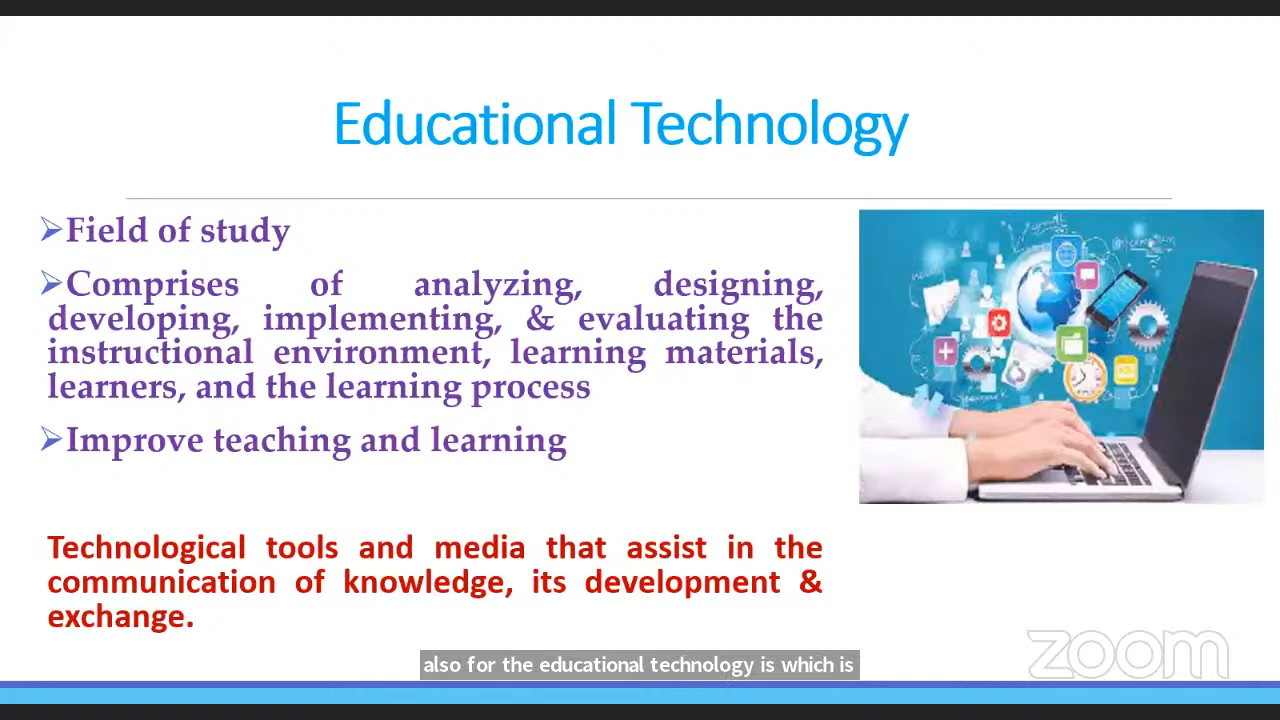 Educational Technology
➢Field of study
➢Comprises of analyzing, designing,
developing, implementing, & evaluating the
instructional environment, learning materials,
learners, and the learning process
➢Improve teaching and learning
Technological tools and media that assist in the
communication of knowledge, its development &
exchange.
also for the educational technology is which is
zoom